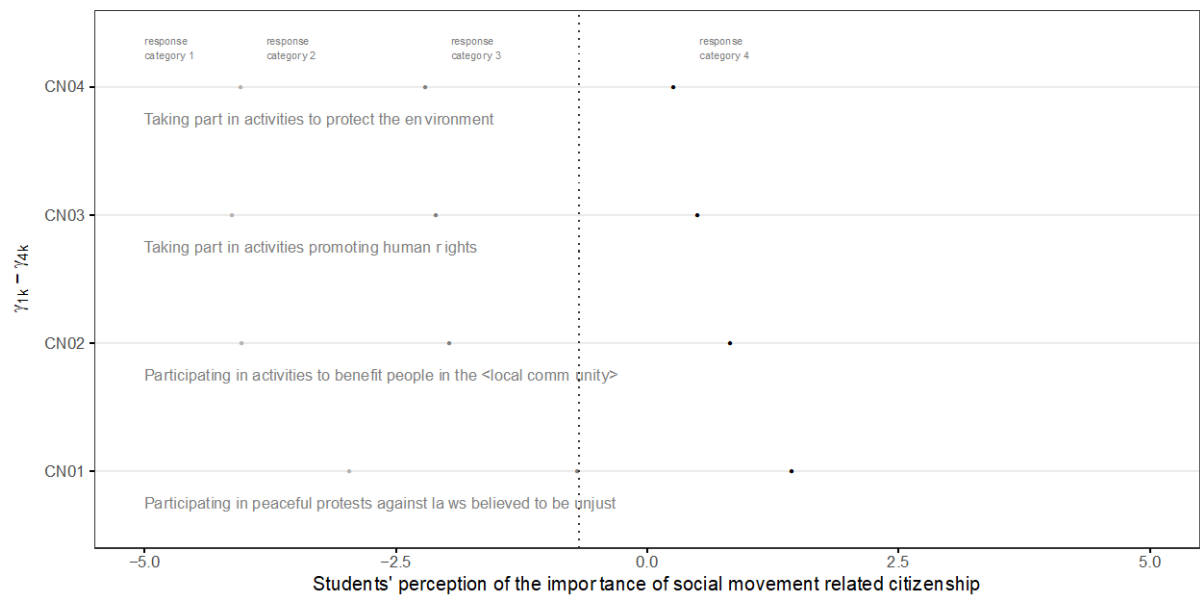 response response response response
category 1 category 2 category 3 category 4
CN04
Taking part in activities to protect the environment
CN03
Taking part in activities promoting human rights
γ1k − γ4k
CN02
Participating in activities to benefit people in the <local community>
CN01
Participating in peaceful protests against laws believed to be unjust
−5.0 −2.5 0.0 2.5 5.0
Students' perception of the importance of social movement related citizenship